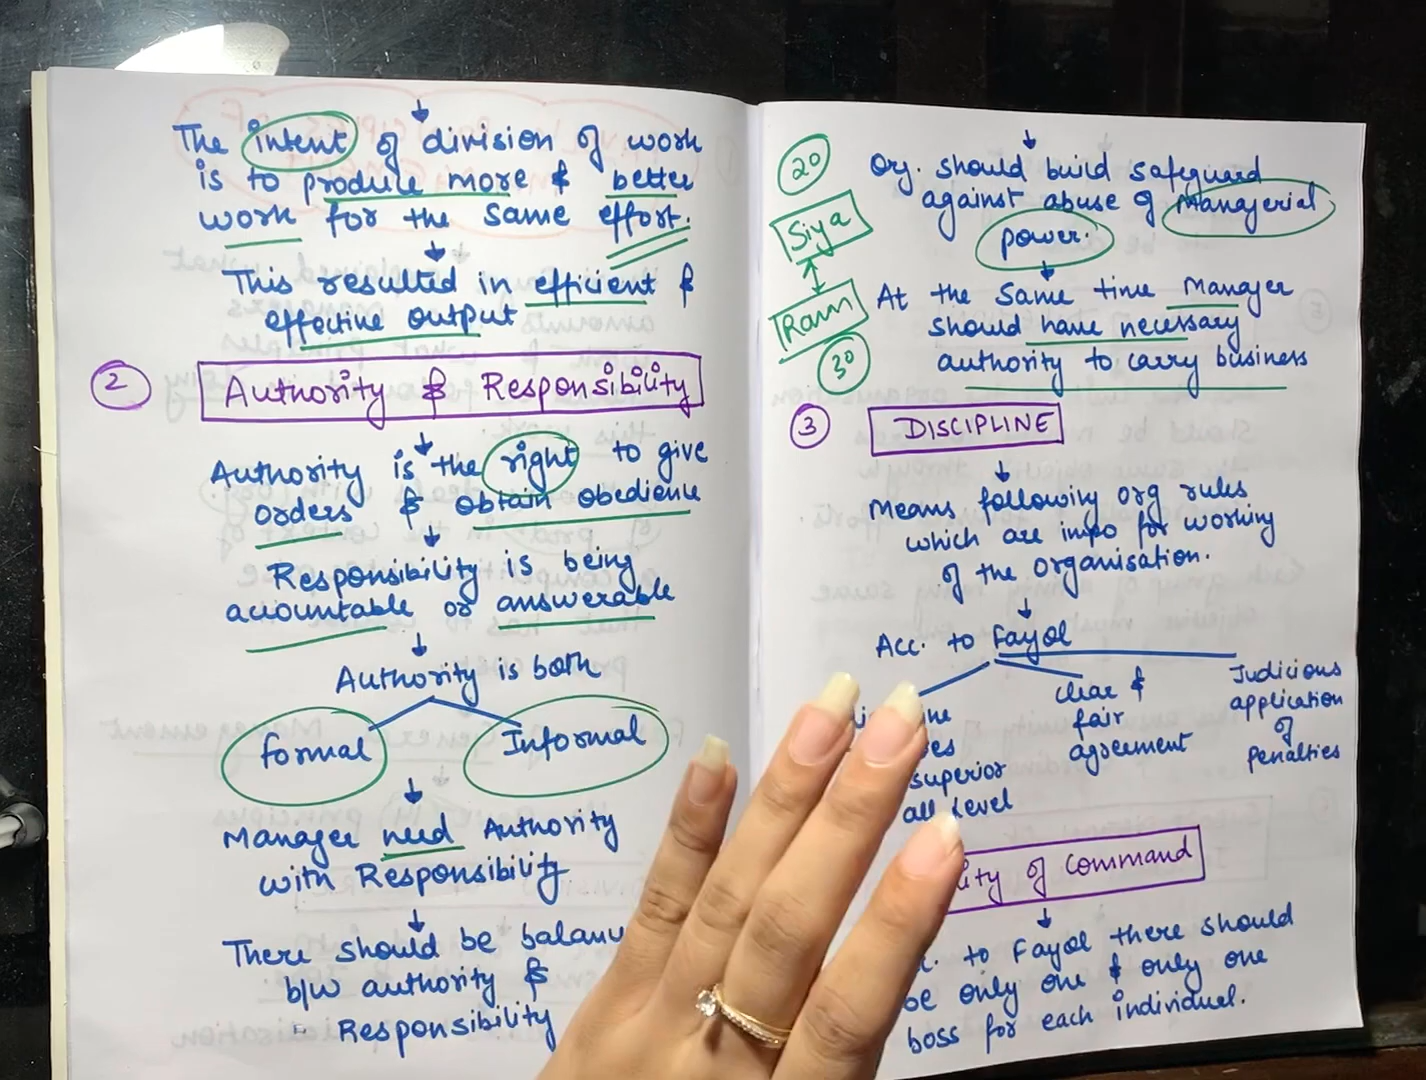 The intent of division of work
is to produce more & better
work for the same effort.
This resulted in efficient &
effective output
2 Authority & Responsibility
Authority is the right to give
orders & obtain obedience
Responsibility is being
accountable or answerable
Authority is both
formal Informal
Manager need Authority
with Responsibility
There should be
b/w authority &
Responsibility
20
Siya
Ram
30
Org. should build safeguard
against abuse of Managerial
power.
At the same time Manager
should have necessary
authority to carry business
3 DISCIPLINE
Means following org rules
which are impo for working
of the organisation.
Acc. to Fayol
superior
all level
clear &
fair
agreement
Judicious
application
of
penalties
of Command
to Fayol there should
be only one & only one
boss for each individual.